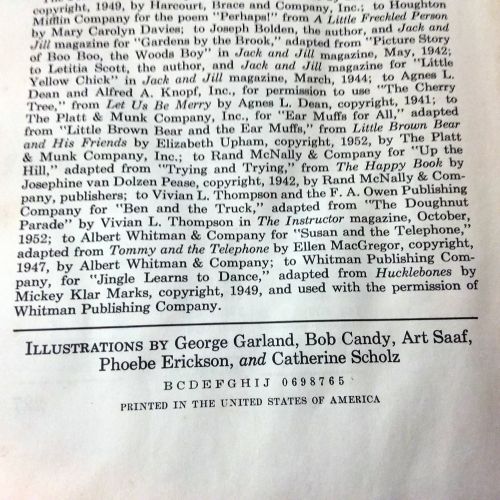 copyright, 1949, by Harcourt, Brace and Company, Inc.; to Houghton
Mifflin Company for the poem "Perhaps!" from A Little Freckled Person
by Mary Carolyn Davies; to Joseph Bolden, the author, and Jack and
Jill magazine for "Gardens by the Brook," adapted from "Picture Story
of Boo Boo, the Woods Boy" in Jack and Jill magazine, May, 1942;
to Letitia Scott, the author, and Jack and Jill magazine for "Little
Yellow Chick" in Jack and Jill magazine, March, 1944; to Agnes L.
Dean and Alfred A. Knopf, Inc., for permission to use "The Cherry
Tree," from Let Us Be Merry by Agnes L. Dean, copyright, 1941; to
The Platt & Munk Company, Inc., for "Ear Muffs for All," adapted
from "Little Brown Bear and the Ear Muffs," from Little Brown Bear
and His Friends by Elizabeth Upham, copyright, 1952, by The Platt
& Munk Company, Inc.; to Rand McNally & Company for "Up the
Hill," adapted from "Trying and Trying," from The Happy Book by
Josephine van Dolzen Pease, copyright, 1942, by Rand McNally & Com-
pany, publishers; to Vivian L. Thompson and the F. A. Owen Publishing
Company for "Ben and the Truck," adapted from "The Doughnut
Parade" by Vivian L. Thompson in The Instructor magazine, October,
1952; to Albert Whitman & Company for "Susan and the Telephone,"
adapted from Tommy and the Telephone by Ellen MacGregor, copyright,
1947, by Albert Whitman & Company; to Whitman Publishing Com-
pany, for "Jingle Learns to Dance," adapted from Hucklebones by
Mickey Klar Marks, copyright, 1949, and used with the permission of
Whitman Publishing Company.
ILLUSTRATIONS BY George Garland, Bob Candy, Art Saaf,
Phoebe Erickson, and Catherine Scholz
BCDEFGHIJ 0698765
PRINTED IN THE UNITED STATES OF AMERICA